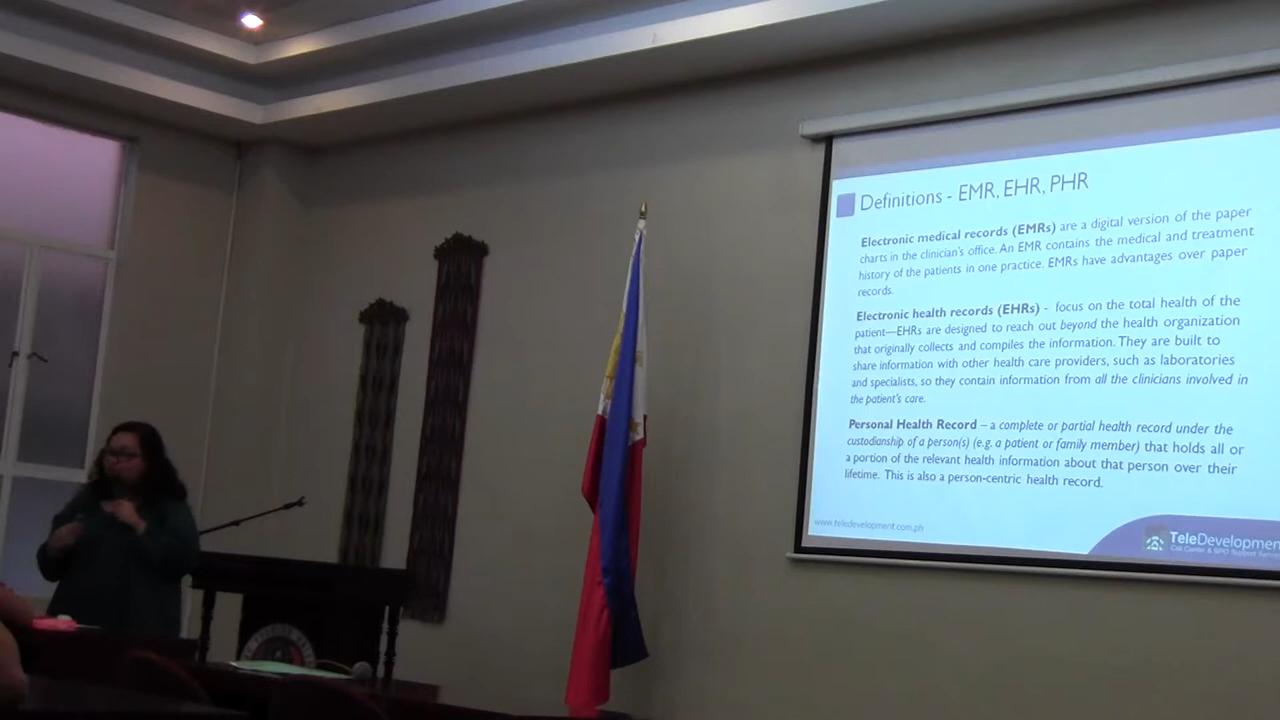 Definitions - EMR, EHR, PHR
Electronic medical records (EMRs) are a digital version of the paper
charts in the clinician's office. An EMR contains the medical and treatment
history of the patients in one practice. EMRs have advantages over paper
records.
Electronic health records (EHRs) - focus on the total health of the
patient—EHRs are designed to reach out beyond the health organization
that originally collects and compiles the information. They are built to
share information with other health care providers, such as laboratories
and specialists, so they contain information from all the clinicians involved in
the patient's care.
Personal Health Record – a complete or partial health record under the
custodianship of a person(s) (e.g. a patient or family member) that holds all or
a portion of the relevant health information about that person over their
lifetime. This is also a person-centric health record.
www.teledevelopment.com.ph
TeleDevelopmen
Call Center & BPO Support